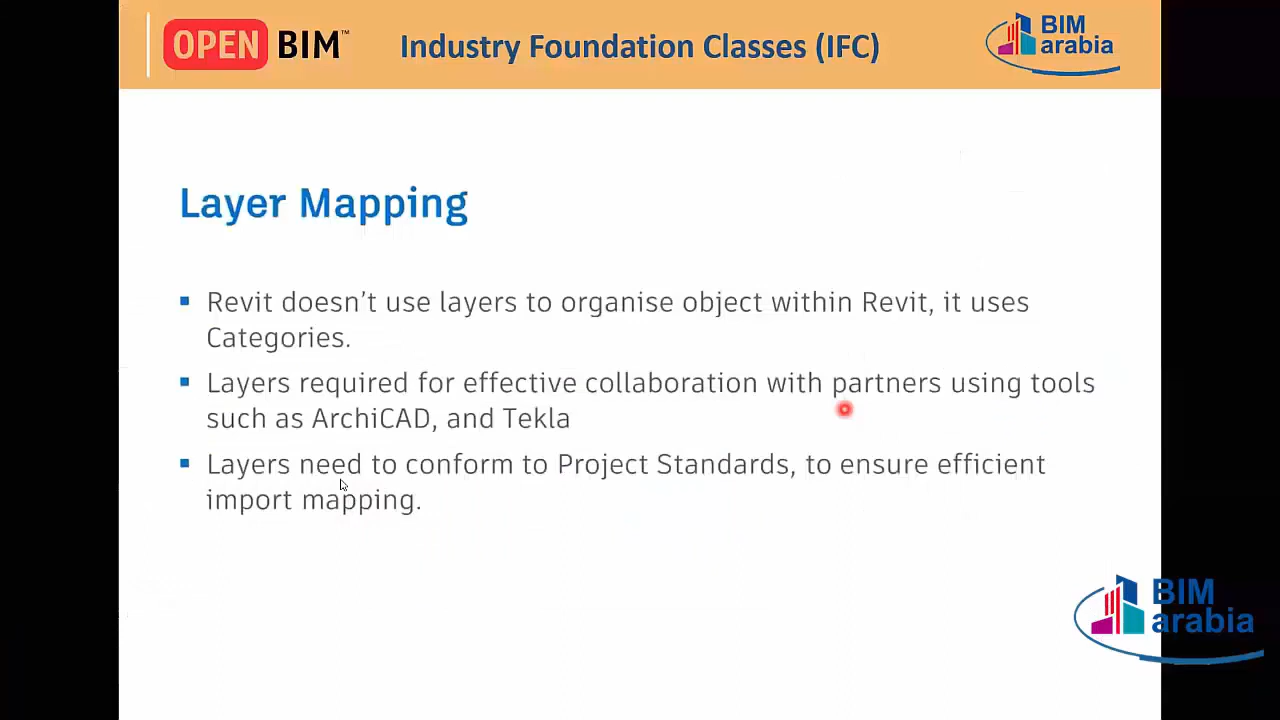 OPEN BIM™ Industry Foundation Classes (IFC)
BIM
arabia
Layer Mapping
▪ Revit doesn't use layers to organise object within Revit, it uses
Categories.
▪ Layers required for effective collaboration with partners using tools
such as ArchiCAD, and Tekla
▪ Layers need to conform to Project Standards, to ensure efficient
import mapping.
BIM
arabia